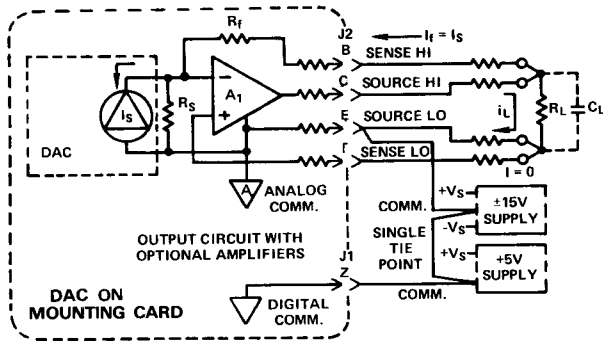 Rf
J2
If = Is
B SENSE HI
C SOURCE HI
A1
Rs
Is
DAC
iL
RL
CL
E SOURCE LO
SENSE LO
I = 0
A
ANALOG
COMM.
+Vs
±15V
SUPPLY
-Vs
COMM.
SINGLE
TIE
POINT
+Vs
+5V
SUPPLY
OUTPUT CIRCUIT WITH
OPTIONAL AMPLIFIERS
J1
Z
COMM.
DAC ON
MOUNTING CARD
DIGITAL
COMM.